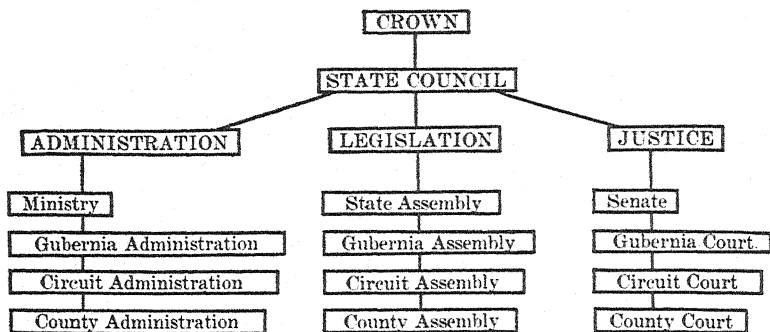 CROWN
STATE COUNCIL
ADMINISTRATION LEGISLATION JUSTICE
Ministry State Assembly Senate
Gubernia Administration Gubernia Assembly Gubernia Court.
Circuit Administration Circuit Assembly Circuit Court
County Administration County Assembly County Court